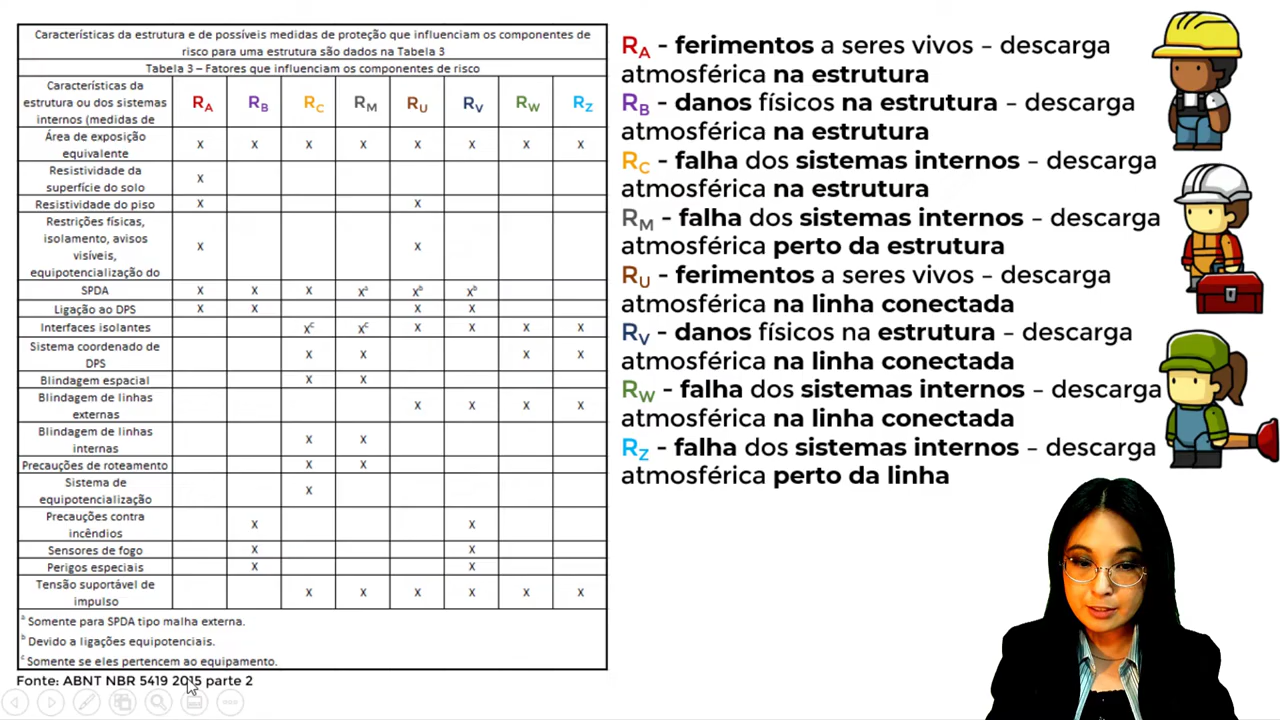 Características da estrutura e de possíveis medidas de proteção que influenciam os componentes de
risco para uma estrutura são dados na Tabela 3
Tabela 3 – Fatores que influenciam os componentes de risco
Características da
estrutura ou dos sistemas
internos (medidas de
RA RB RC RM RU RV RW RZ
Área de exposição
equivalente
X X X X X X X X
Resistividade da
superfície do solo
X
Resistividade do piso X X
Restrições físicas,
isolamento, avisos
visíveis,
equipotencialização do
X X
SPDA X X X Xa Xb Xb
Ligação ao DPS X X X X
Interfaces isolantes Xc Xc X X X X
Sistema coordenado de
DPS
X X X X
Blindagem espacial X X
Blindagem de linhas
externas
X X X X
Blindagem de linhas
internas
X X
Precauções de roteamento X X
Sistema de
equipotencialização
X
Precauções contra
incêndios
X X
Sensores de fogo X X
Perigos especiais X X
Tensão suportável de
impulso
X X X X X X
a Somente para SPDA tipo malha externa.
b Devido a ligações equipotenciais.
c Somente se eles pertencem ao equipamento.
Fonte: ABNT NBR 5419 2015 parte 2
RA - ferimentos a seres vivos – descarga
atmosférica na estrutura
RB - danos físicos na estrutura – descarga
atmosférica na estrutura
RC - falha dos sistemas internos – descarga
atmosférica na estrutura
RM - falha dos sistemas internos – descarga
atmosférica perto da estrutura
RU - ferimentos a seres vivos – descarga
atmosférica na linha conectada
RV - danos físicos na estrutura – descarga
atmosférica na linha conectada
RW - falha dos sistemas internos – descarga
atmosférica na linha conectada
RZ - falha dos sistemas internos – descarga
atmosférica perto da linha